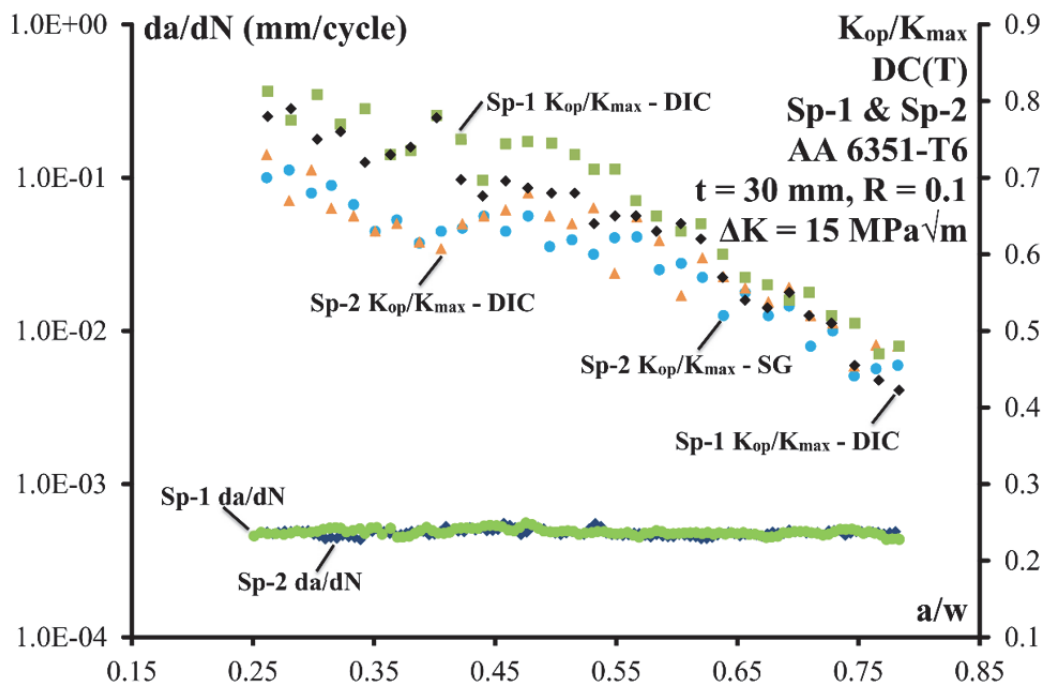 da/dN (mm/cycle)
Kop/Kmax
DC(T)
Sp-1 & Sp-2
AA 6351-T6
t = 30 mm, R = 0.1
ΔK = 15 MPa√m
1.0E+00
1.0E-01
1.0E-02
1.0E-03
1.0E-04
0.9
0.8
0.7
0.6
0.5
0.4
0.3
0.2
0.1
Sp-1 Kop/Kmax - DIC
Sp-2 Kop/Kmax - DIC
Sp-2 Kop/Kmax - SG
Sp-1 Kop/Kmax - DIC
Sp-1 da/dN
Sp-2 da/dN
a/w
0.15 0.25 0.35 0.45 0.55 0.65 0.75 0.85